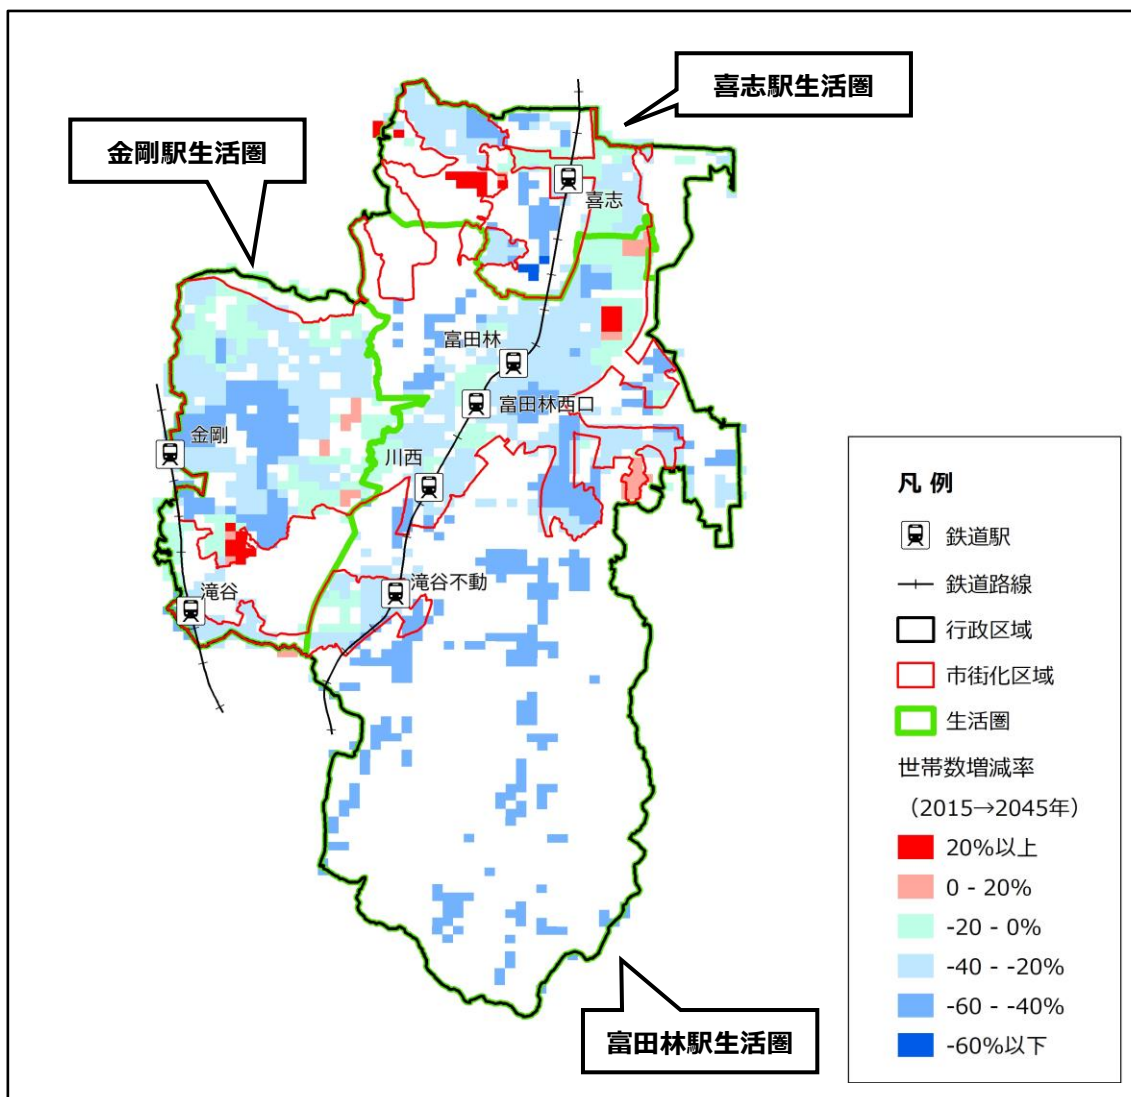 喜志駅生活圏
金剛駅生活圏
喜志
富田林
富田林西口
金剛
川西
滝谷不動
滝谷
富田林駅生活圏
凡 例
鉄道駅
鉄道路線
行政区域
市街化区域
生活圏
世帯数増減率
（2015→2045年）
20%以上
0 - 20%
-20 - 0%
-40 - -20%
-60 - -40%
-60%以下